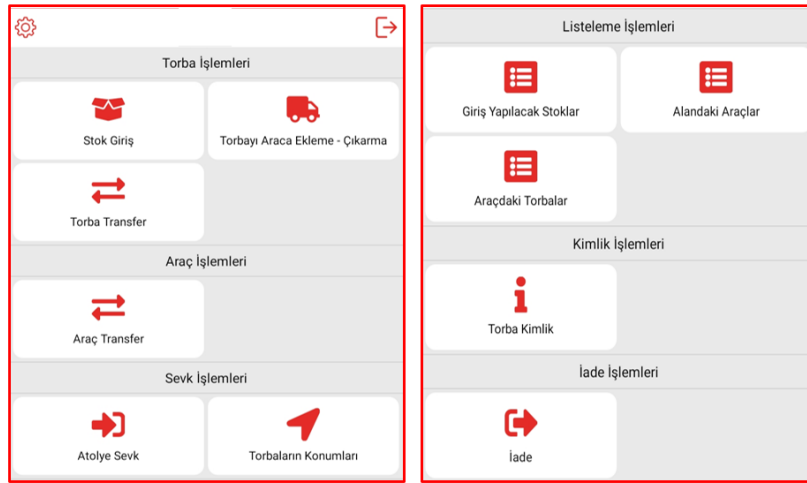 Torba İşlemleri
Stok Giriş
Torbayı Araca Ekleme - Çıkarma
Torba Transfer
Araç İşlemleri
Araç Transfer
Sevk İşlemleri
Atolye Sevk
Torbaların Konumları
Listeleme İşlemleri
Giriş Yapılacak Stoklar
Alandaki Araçlar
Araçdaki Torbalar
Kimlik İşlemleri
Torba Kimlik
İade İşlemleri
İade